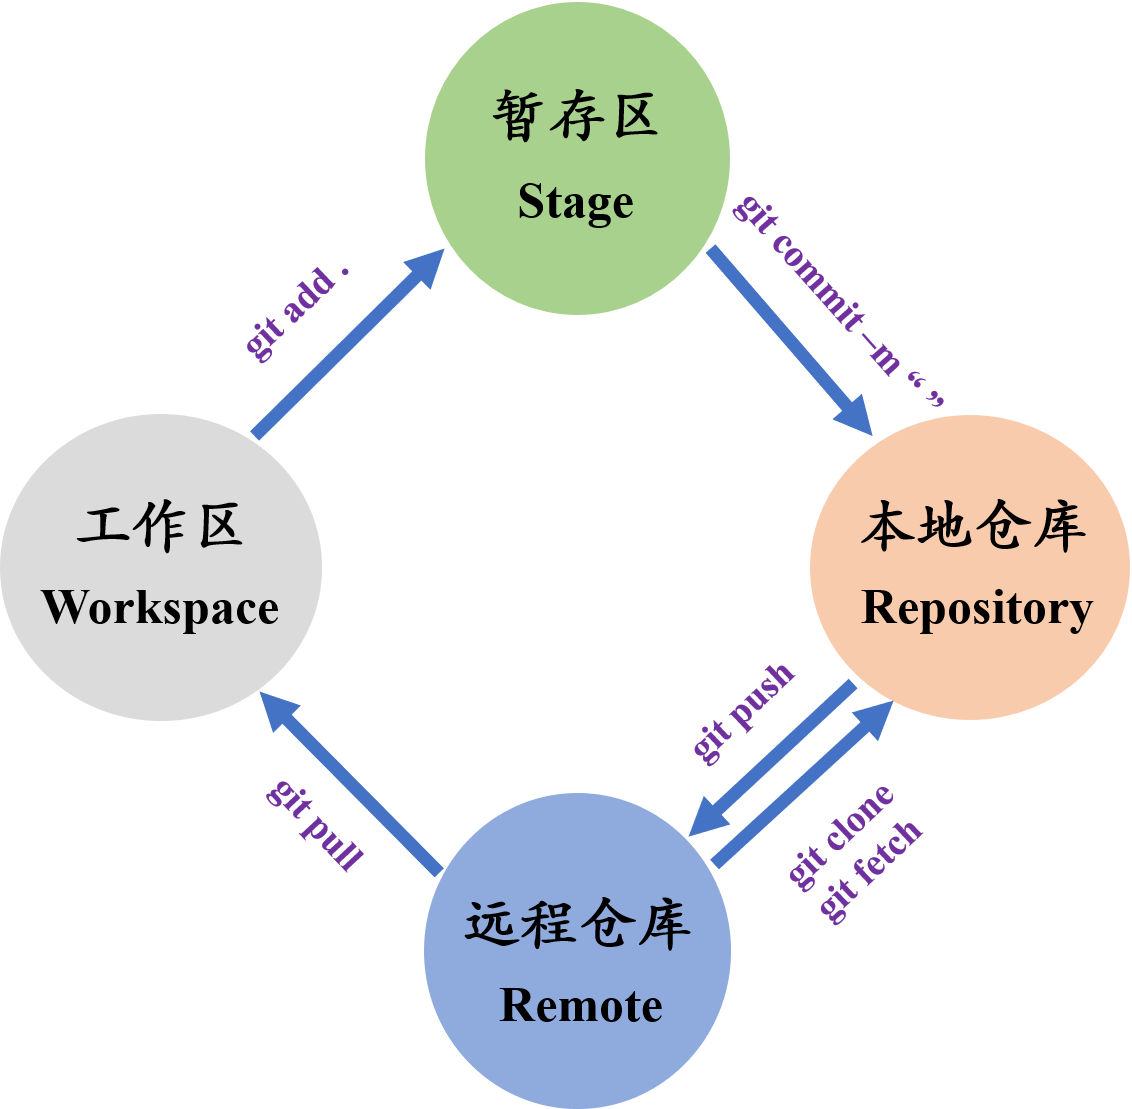 暂存区
Stage
git add .
git commit –m “ ”
工作区
Workspace
本地仓库
Repository
git push
git pull
git clone
git fetch
远程仓库
Remote